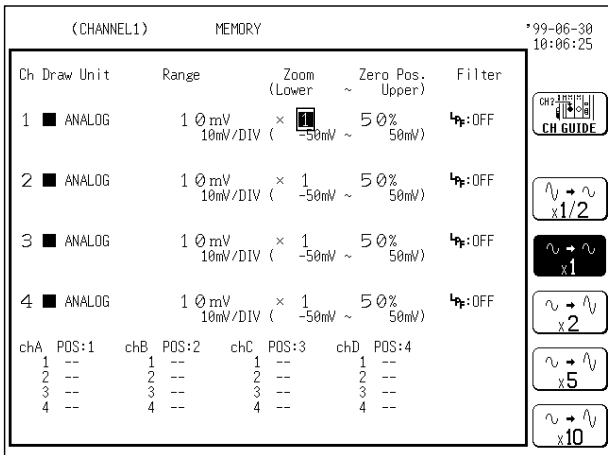 (CHANNEL1) MEMORY '99-06-30
10:06:25
Ch Draw Unit Range Zoom Zero Pos. Filter
(Lower ~ Upper)
1 ■ ANALOG 10mV × 1 50% LPF:OFF
10mV/DIV ( -50mV ~ 50mV)
2 ■ ANALOG 10mV × 1 50% LPF:OFF
10mV/DIV ( -50mV ~ 50mV)
3 ■ ANALOG 10mV × 1 50% LPF:OFF
10mV/DIV ( -50mV ~ 50mV)
4 ■ ANALOG 10mV × 1 50% LPF:OFF
10mV/DIV ( -50mV ~ 50mV)
chA POS:1 chB POS:2 chC POS:3 chD POS:4
1 -- 1 -- 1 -- 1 --
2 -- 2 -- 2 -- 2 --
3 -- 3 -- 3 -- 3 --
4 -- 4 -- 4 -- 4 --
CH?
CH GUIDE
x1/2
x1
x2
x5
x10